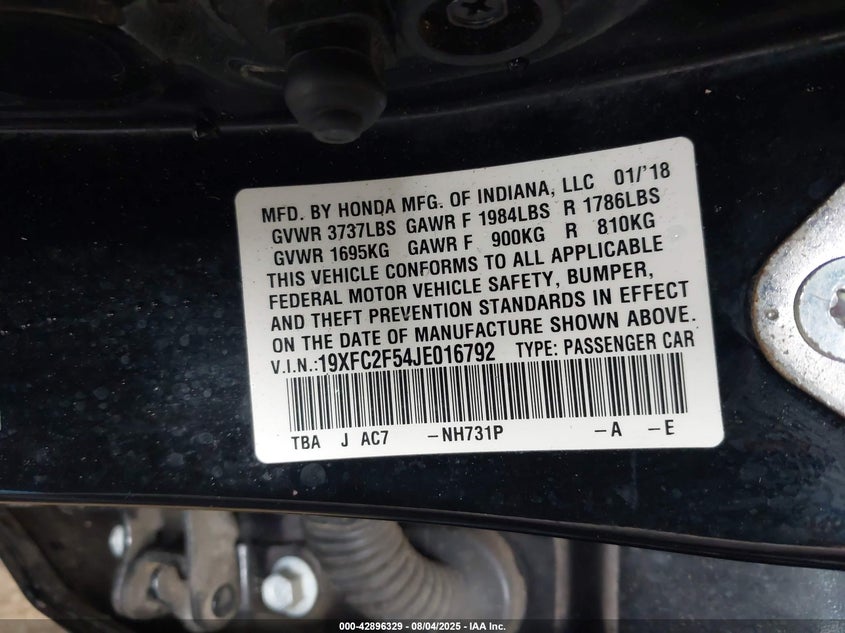 MFD. BY HONDA MFG. OF INDIANA, LLC 01/'18
GVWR 3737LBS GAWR F 1984LBS R 1786LBS
GVWR 1695KG GAWR F 900KG R 810KG
THIS VEHICLE CONFORMS TO ALL APPLICABLE
FEDERAL MOTOR VEHICLE SAFETY, BUMPER,
AND THEFT PREVENTION STANDARDS IN EFFECT
ON THE DATE OF MANUFACTURE SHOWN ABOVE.
V.I.N.:19XFC2F54JE016792 TYPE: PASSENGER CAR
TBA J AC7 -NH731P -A -E
000-42896329 - 08/04/2025 - IAA Inc.